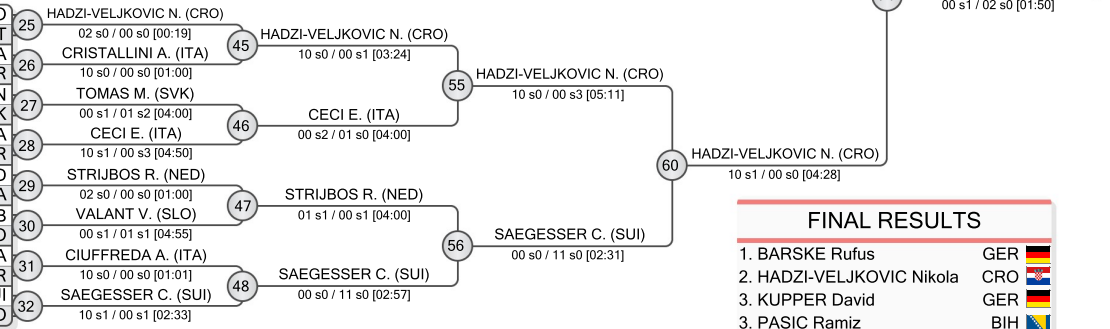 00 s1 / 02 s0 [01:50]
25
HADZI-VELJKOVIC N. (CRO)
02 s0 / 00 s0 [00:19]
45
HADZI-VELJKOVIC N. (CRO)
10 s0 / 00 s1 [03:24]
26
CRISTALLINI A. (ITA)
10 s0 / 00 s0 [01:00]
55
HADZI-VELJKOVIC N. (CRO)
10 s0 / 00 s3 [05:11]
27
TOMAS M. (SVK)
00 s1 / 01 s2 [04:00]
46
CECI E. (ITA)
00 s2 / 01 s0 [04:00]
28
CECI E. (ITA)
10 s1 / 00 s3 [04:50]
60
HADZI-VELJKOVIC N. (CRO)
10 s1 / 00 s0 [04:28]
29
STRIJBOS R. (NED)
02 s0 / 00 s0 [01:00]
47
STRIJBOS R. (NED)
01 s1 / 00 s1 [04:00]
30
VALANT V. (SLO)
00 s1 / 01 s1 [04:55]
56
SAEGESSER C. (SUI)
00 s0 / 11 s0 [02:31]
31
CIUFFREDA A. (ITA)
10 s0 / 00 s0 [01:01]
48
SAEGESSER C. (SUI)
00 s0 / 11 s0 [02:57]
32
SAEGESSER C. (SUI)
10 s1 / 00 s1 [02:33]
FINAL RESULTS
1. BARSKE Rufus GER
2. HADZI-VELJKOVIC Nikola CRO
3. KUPPER David GER
3. PASIC Ramiz BIH